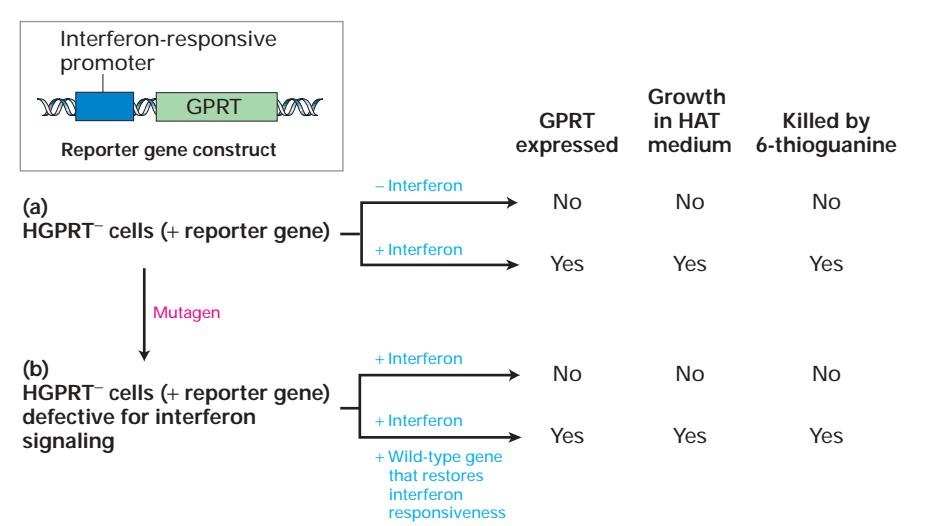 Interferon-responsive
promoter
GPRT
Reporter gene construct
GPRT
expressed
Growth
in HAT
medium
Killed by
6-thioguanine
(a)
HGPRT⁻ cells (+ reporter gene)
– Interferon
No
No
No
+ Interferon
Yes
Yes
Yes
Mutagen
(b)
HGPRT⁻ cells (+ reporter gene)
defective for interferon
signaling
+ Interferon
No
No
No
+ Interferon
Yes
Yes
Yes
+ Wild-type gene
that restores
interferon
responsiveness